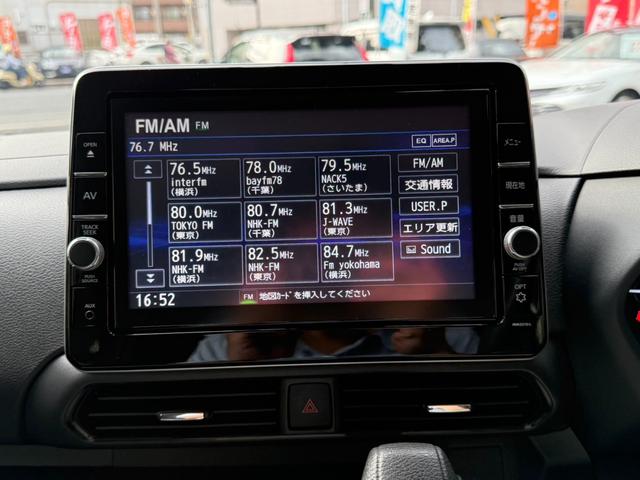 FM/AM FM
76.7 MHz
EQ AREA.P
76.5MHz
interfm
(横浜)
78.0MHz
bayfm78
(千葉)
79.5MHz
NACK5
(さいたま)
FM/AM
交通情報
80.0MHz
TOKYO FM
(東京)
80.7MHz
NHK-FM
(千葉)
81.3MHz
J-WAVE
(東京)
USER.P
エリア更新
81.9MHz
NHK-FM
(横浜)
82.5MHz
NHK-FM
(東京)
84.7MHz
Fm yokohama
(横浜)
Sound
16:52
FM 地図ｶｰﾄﾞを挿入してください
OPEN
AV
TRACK
SEEK
PUSH
SOURCE
AUX
メニュー
現在地
音量
AV OPT
OPT